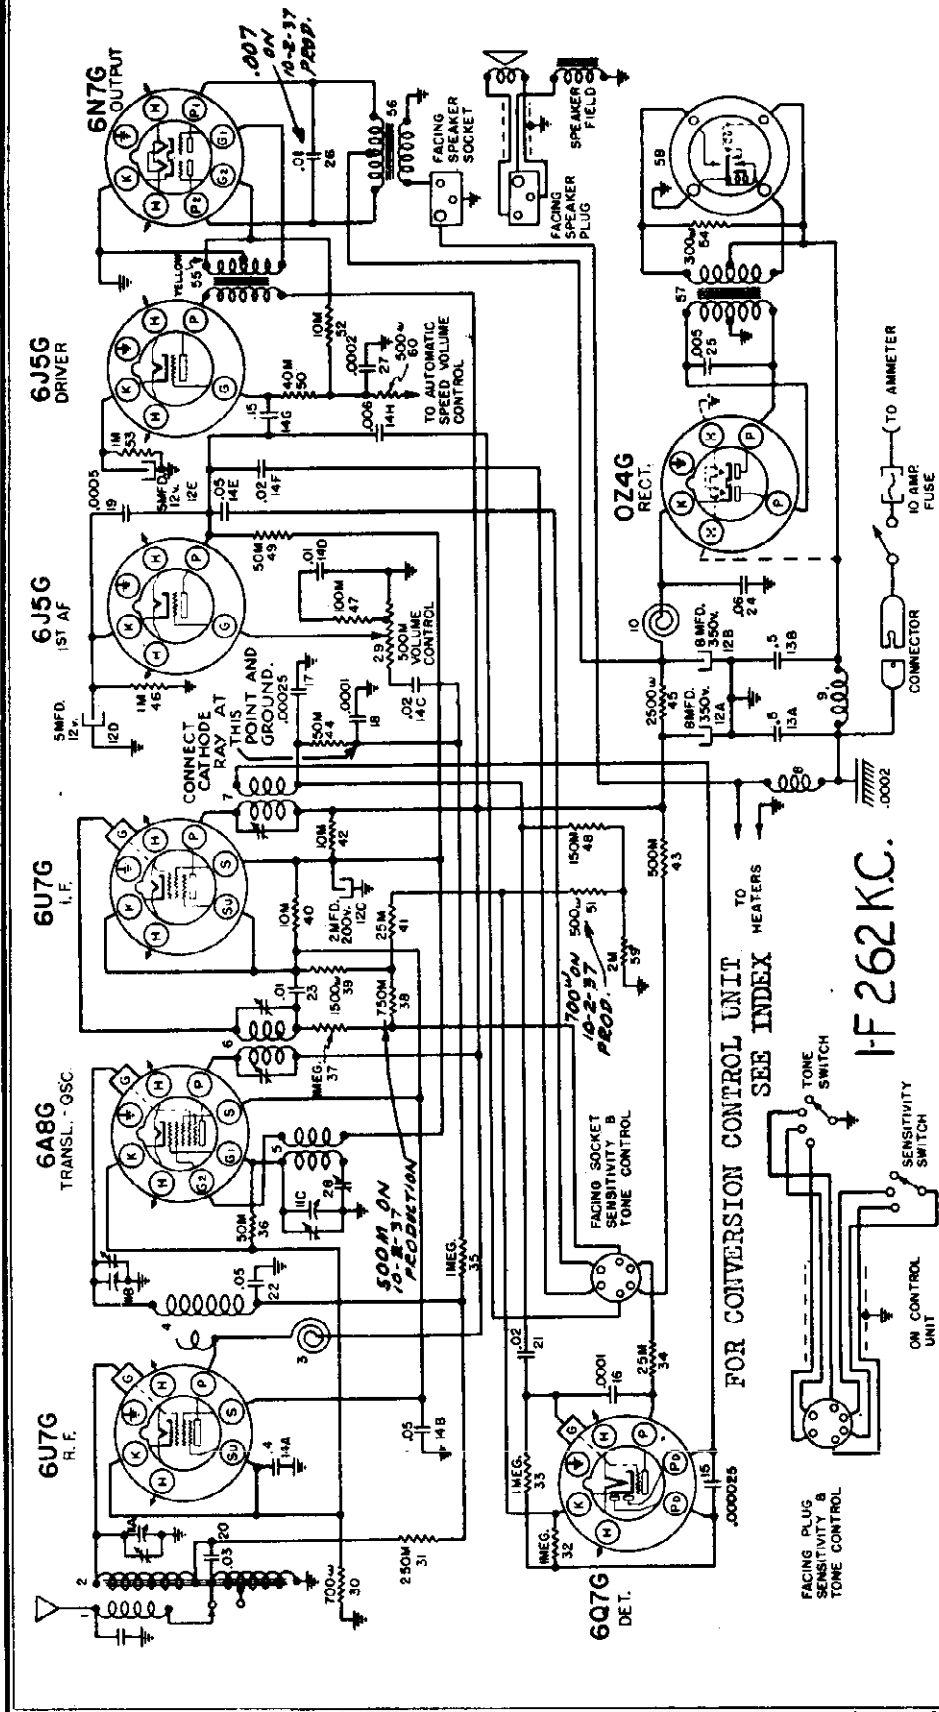 6U7G
R.F.
6A8G
TRANSL.-OSC.
6U7G
I.F.
6J5G
1ST AF
6J5G
DRIVER
6N7G
OUTPUT
.007
ON
10-2-37
PROD.
.01
26
56
YELLOW
55
FACING
SPEAKER
SOCKET
FACING
SPEAKER
PLUG
SPEAKER
FIELD
5MFD.
12v.
12D
1M
46
.0005
19
1M
53
5MFD.
12v.
12E
.05
14E
.02
14F
.15
14G
40M
50
10M
52
.0002
27
500ω
60
.006
14H
TO AUTOMATIC
SPEED VOLUME
CONTROL
50M
49
.01
14D
100M
47
29
500M
VOLUME
CONTROL
.02
14C
CONNECT
CATHODE
RAY AT
THIS
POINT AND
GROUND.
.00025
17
50M
44
.0001
18
7
10M
42
10M
40
2MFD.
200v.
12C
25M
41
.01
23
1500ω
39
750M
38
1MEG.
37
6
5
11C
28
50M
36
500M ON
10-2-37
PRODUCTION
11B
4
.05
22
3
1MEG.
35
11A
2
1
20
.03
.4
14A
.05
14B
700ω
30
250M
31
6Q7G
DET.
1MEG.
33
1MEG.
32
.02
21
.0001
16
25M
34
15
.000025
FACING SOCKET
SENSITIVITY &
TONE CONTROL
150M
48
500ω
51
700ω ON
10-2-37
PROD.
2M
59
500M
43
2500ω
45
8MFD.
350v.
12A
8MFD.
350v.
12B
10
.06
24
.5
13A
.5
13B
9
8
.0002
OZ4G
RECT.
.005
25
57
300ω
54
58
TO
HEATERS
CONNECTOR
10 AMP.
FUSE
TO AMMETER
FOR CONVERSION CONTROL UNIT
SEE INDEX
I-F 262KC.
FACING PLUG
SENSITIVITY &
TONE CONTROL
TONE
SWITCH
SENSITIVITY
SWITCH
ON CONTROL
UNIT